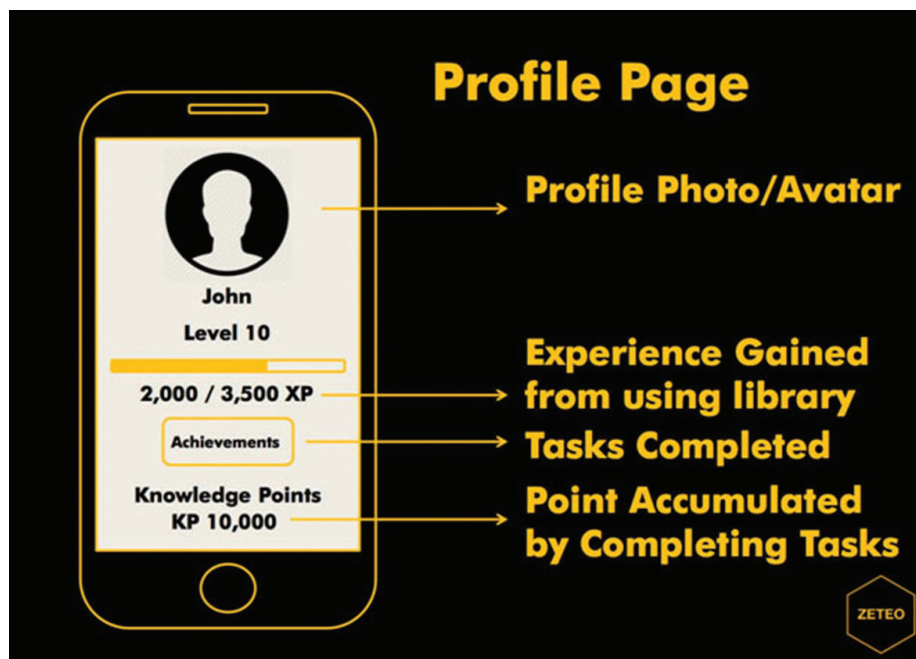 Profile Page
Profile Photo/Avatar
John
Level 10
2,000 / 3,500 XP
Experience Gained
from using library
Achievements
Tasks Completed
Knowledge Points
KP 10,000
Point Accumulated
by Completing Tasks
ZETEO